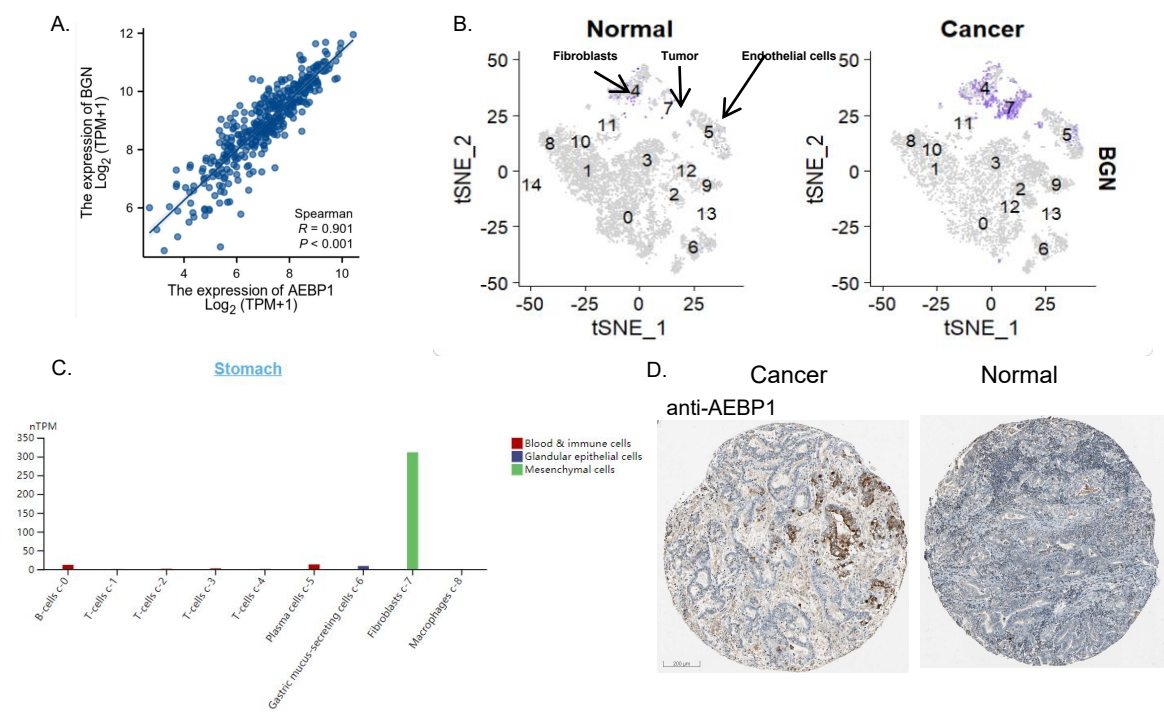 A.
The expression of BGN
Log2 (TPM+1)
12
10
8
6
4
6
8
10
Spearman
R = 0.901
P < 0.001
The expression of AEBP1
Log2 (TPM+1)
B.
Normal
Cancer
Fibroblasts
Tumor
Endothelial cells
tSNE_2
50
25
0
-25
-50
4
7
11
5
8
10
1
3
12
14
2
9
0
13
6
-50
-25
0
25
tSNE_1
tSNE_2
50
25
0
-25
-50
4
7
11
5
8
10
1
3
2
9
12
13
0
6
-50
-25
0
25
tSNE_1
BGN
C.
Stomach
nTPM
350
300
250
200
150
100
50
0
B-cells c-0
T-cells c-1
T-cells c-2
T-cells c-3
T-cells c-4
Plasma cells c-5
Gastric mucus-secreting cells c-6
Fibroblasts c-7
Macrophages c-8
Blood & immune cells
Glandular epithelial cells
Mesenchymal cells
D.
Cancer
Normal
anti-AEBP1
200 μm